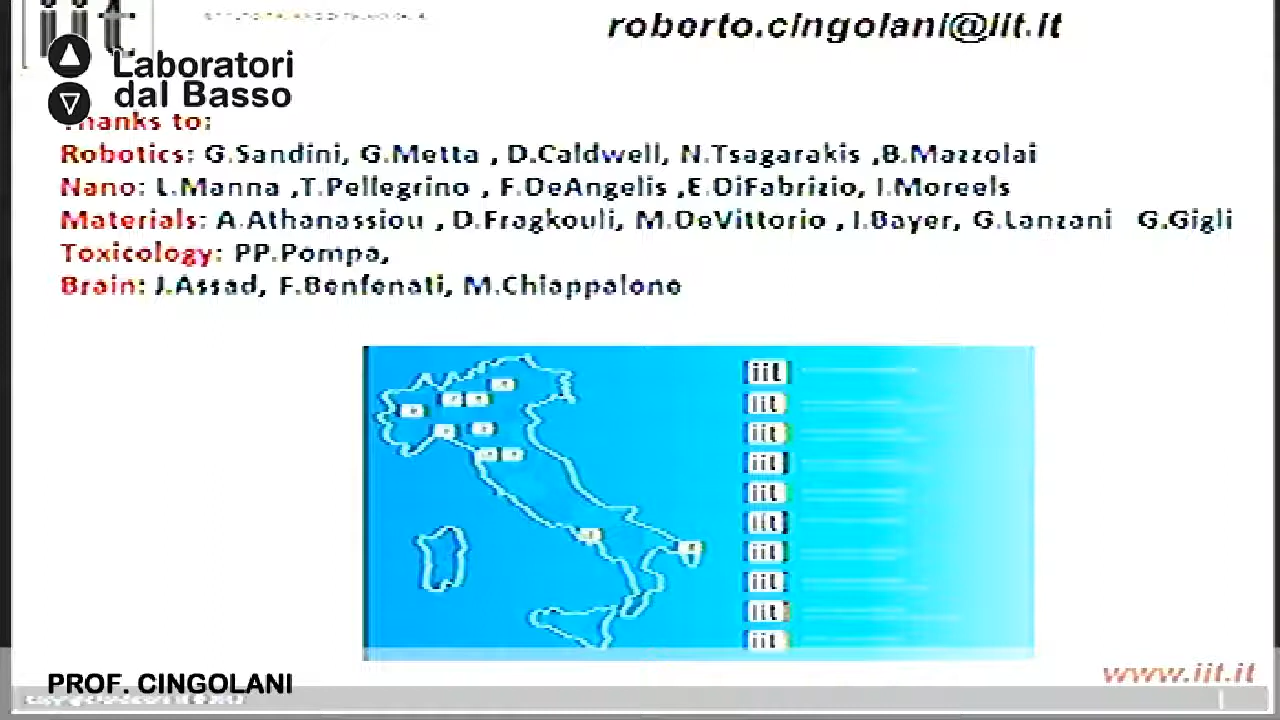 iit
roberto.cingolani@iit.it
Laboratori
dal Basso
Thanks to:
Robotics: G.Sandini, G.Metta , D.Caldwell, N.Tsagarakis ,B.Mazzolai
Nano: L.Manna ,T.Pellegrino , F.DeAngelis ,E.DiFabrizio, I.Moreels
Materials: A.Athanassiou , D.Fragkouli, M.DeVittorio , I.Bayer, G.Lanzani G.Gigli
Toxicology: PP.Pompa,
Brain: J.Assad, F.Benfenati, M.Chiappalone
iit
iit
iit
iit
iit
iit
iit
iit
iit
iit
www.iit.it
PROF. CINGOLANI